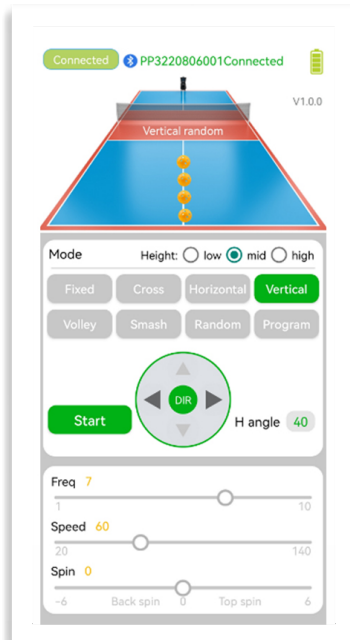 Connected PP3220806001Connected
V1.0.0
Vertical random
Mode Height: low mid high
Fixed Cross Horizontal Vertical
Volley Smash Random Program
DIR
Start H angle 40
Freq 7
1 10
Speed 60
20 140
Spin 0
-6 Back spin 0 Top spin 6